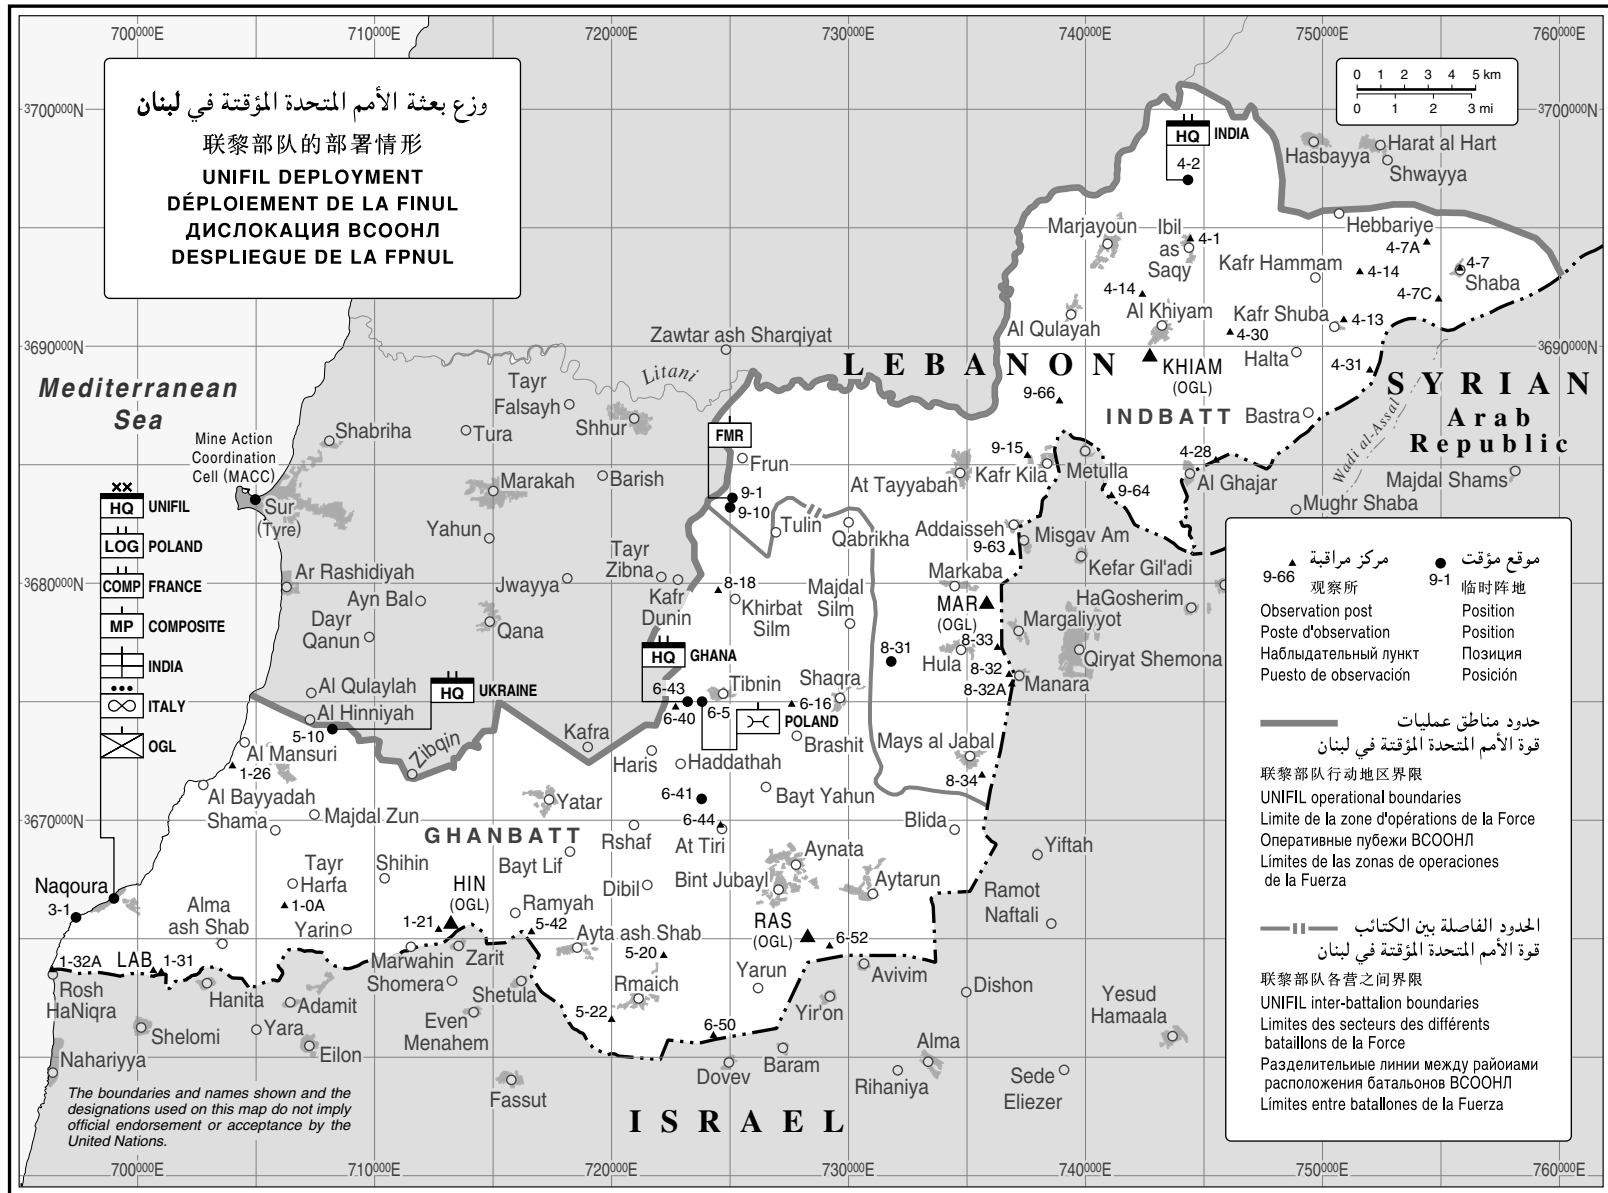 700000E
710000E
720000E
730000E
740000E
750000E
760000E
3700000N
3700000N
3690000N
3690000N
3680000N
3670000N
وزع بعثة الأمم المتحدة المؤقتة في لبنان
联黎部队的部署情形
UNIFIL DEPLOYMENT
DÉPLOIEMENT DE LA FINUL
ДИСЛОКАЦИЯ ВСООНЛ
DESPLIEGUE DE LA FPNUL
0 1 2 3 4 5 km
0 1 2 3 mi
HQ INDIA
4-2
Hasbayya
Harat al Hart
Shwayya
Marjayoun
Ibil
as
Saqy
4-1
Hebbariye
4-7A
Kafr Hammam
4-14
4-7
Shaba
4-7C
4-14
Al Khiyam
Al Qulayah
Kafr Shuba
4-13
4-30
Halta
4-31
KHIAM
(OGL)
Zawtar ash Sharqiyat
LEBANON
Litani
SYRIAN
Arab
Republic
Mediterranean
Sea
Tayr
Falsayh
Shhur
Tura
Shabriha
9-66
INDBATT
Bastra
Wadi al-Assal
Mine Action
Coordination
Cell (MACC)
FMR
Frun
Marakah
Barish
9-1
9-10
At Tayyabah
9-15
Kafr Kila
Metulla
4-28
Al Ghajar
Majdal Shams
Mughr Shaba
9-64
Sur
(Tyre)
XX
HQ UNIFIL
LOG POLAND
COMP FRANCE
MP COMPOSITE
INDIA
ITALY
OGL
Yahun
Tulin
Qabrikha
Addaisseh
Misgav Am
9-63
Kefar Gil'adi
Tayr
Zibna
Ar Rashidiyah
Jwayya
Ayn Bal
Kafr
Dunin
8-18
Khirbat
Silm
Majdal
Silm
Markaba
MAR
(OGL)
HaGosherim
Margaliyyot
Dayr
Qanun
Qana
8-33
8-31
Hula
8-32
8-32A
Qiryat Shemona
Manara
HQ GHANA
6-43
Tibnin
Shaqra
6-40
6-5
6-16
Al Qulaylah
HQ UKRAINE
Al Hinniyah
5-10
POLAND
Brashit
Kafra
Zibqin
Al Mansuri
1-26
Haris
Haddathah
Mays al Jabal
8-34
Al Bayyadah
Shama
Majdal Zun
Yatar
6-41
Bayt Yahun
6-44
Blida
GHANBATT
Rshaf
At Tiri
Yiftah
Bayt Lif
Aynata
Tayr
Harfa
Shihin
HIN
(OGL)
Dibil
Bint Jubayl
Aytarun
Ramot
Naftali
Naqoura
3-1
1-0A
Alma
ash Shab
Yarin
1-21
Ramyah
5-42
Ayta ash Shab
RAS
(OGL)
6-52
5-20
1-32A
LAB
1-31
Marwahin
Zarit
Shomera
Shetula
Rmaich
Yarun
Avivim
Dishon
Rosh
HaNiqra
Hanita
Adamit
Yesud
Hamaala
Even
Menahem
5-22
6-50
Yir'on
Shelomi
Yara
Eilon
Nahariyya
Alma
Baram
Dovev
Rihaniya
Sede
Eliezer
Fassut
ISRAEL
The boundaries and names shown and the
designations used on this map do not imply
official endorsement or acceptance by the
United Nations.
مركز مراقبة
9-66
观察所
Observation post
Poste d'observation
Наблыдательный лункт
Puesto de observación
موقع مؤقت
9-1
临时阵地
Position
Position
Позиция
Posición
حدود مناطق عمليات
قوة الأمم المتحدة المؤقتة في لبنان
联黎部队行动地区界限
UNIFIL operational boundaries
Limite de la zone d'opérations de la Force
Оперативные пубежи ВСООНЛ
Límites de las zonas de operaciones
de la Fuerza
الحدود الفاصلة بين الكتائب
قوة الأمم المتحدة المؤقتة في لبنان
联黎部队各营之间界限
UNIFIL inter-battalion boundaries
Limites des secteurs des différents
bataillons de la Force
Разделительные линии между райоиами
расположения батальонов ВСООНЛ
Límites entre batallones de la Fuerza
700000E
710000E
720000E
730000E
740000E
750000E
760000E